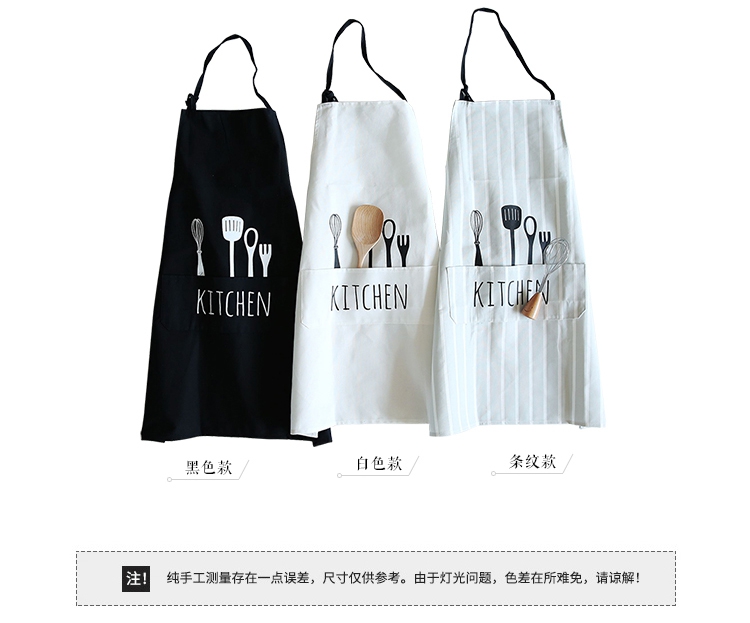 KITCHEN
KITCHEN
KITCHEN
黑色款
白色款
条纹款
注! 纯手工测量存在一点误差，尺寸仅供参考。由于灯光问题，色差在所难免，请谅解!